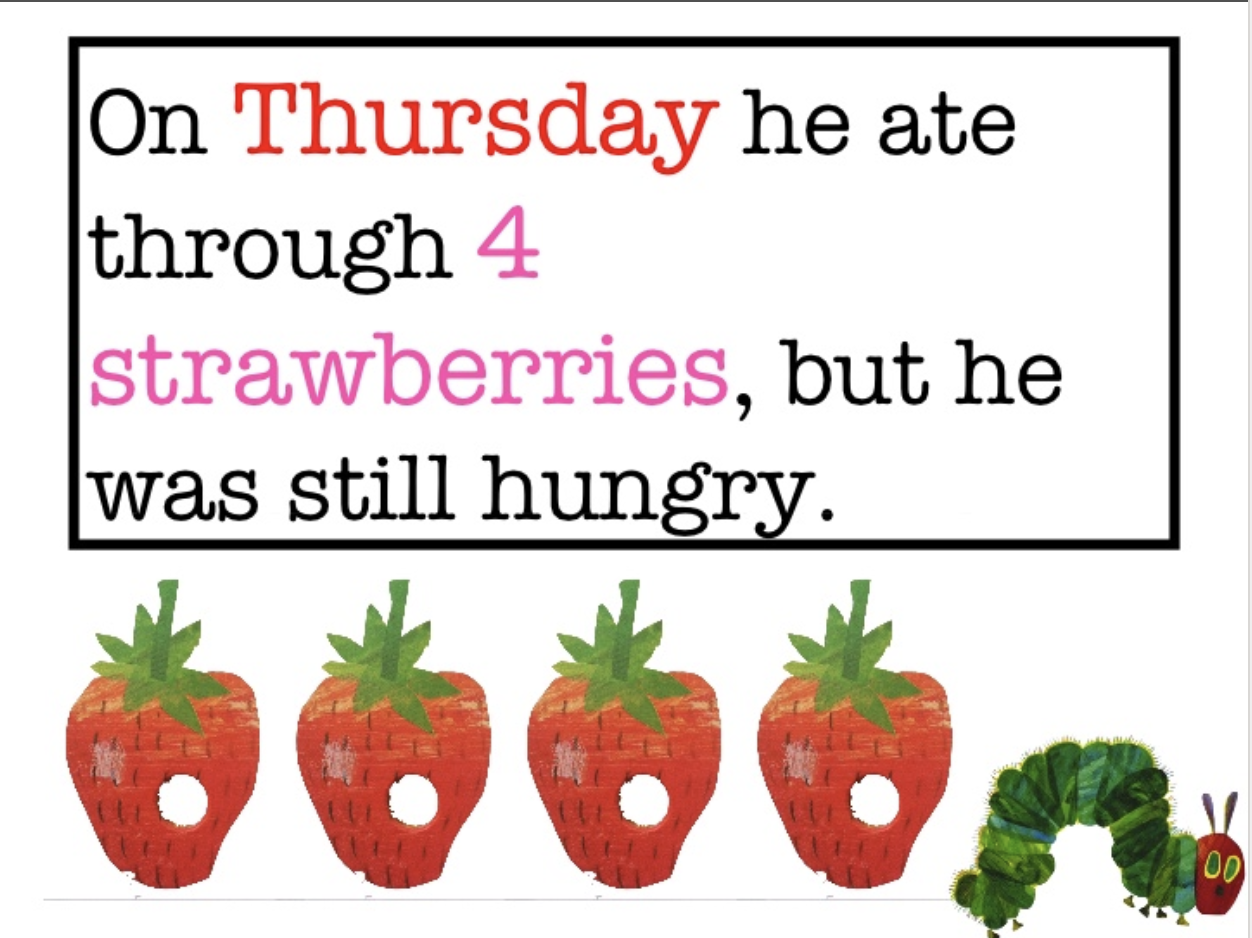 On Thursday he ate
through 4
strawberries, but he
was still hungry.